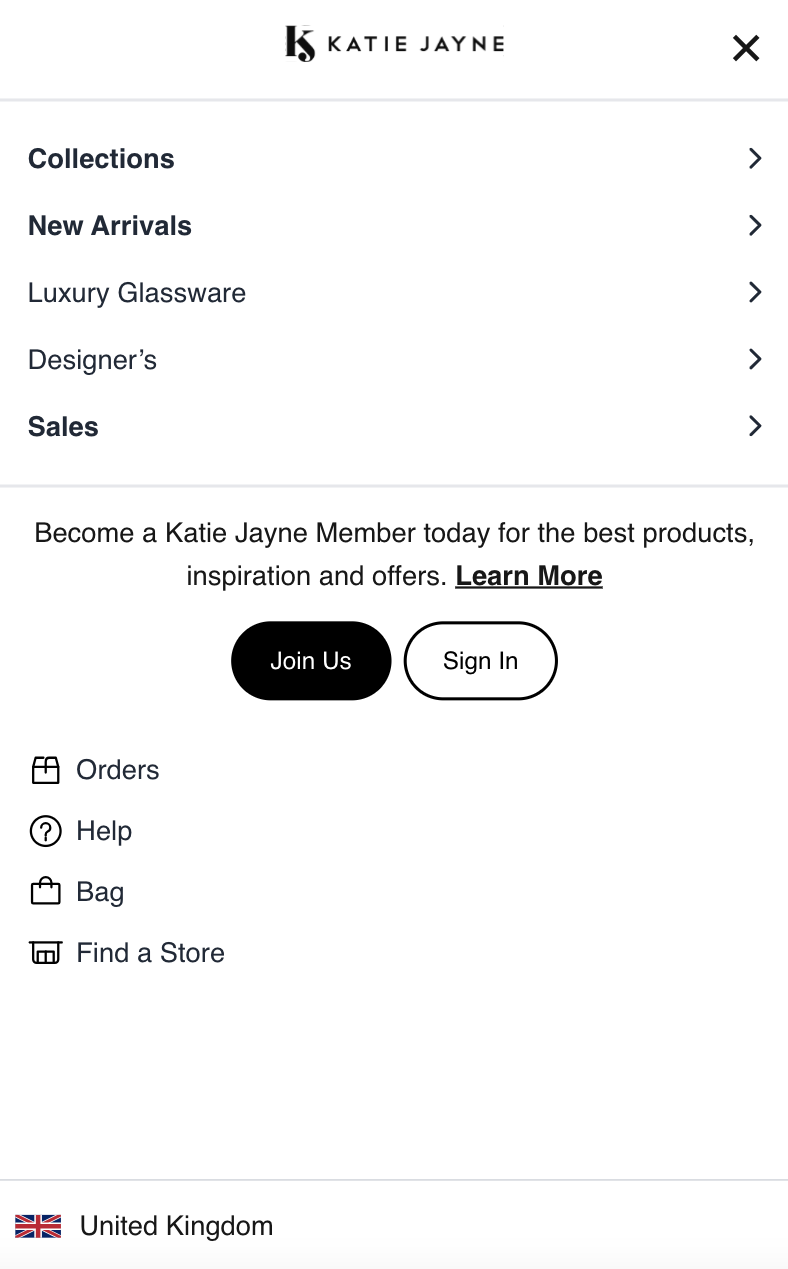 KATIE JAYNE
Collections
New Arrivals
Luxury Glassware
Designer’s
Sales
Become a Katie Jayne Member today for the best products,
inspiration and offers. Learn More
Join Us
Sign In
Orders
Help
Bag
Find a Store
United Kingdom